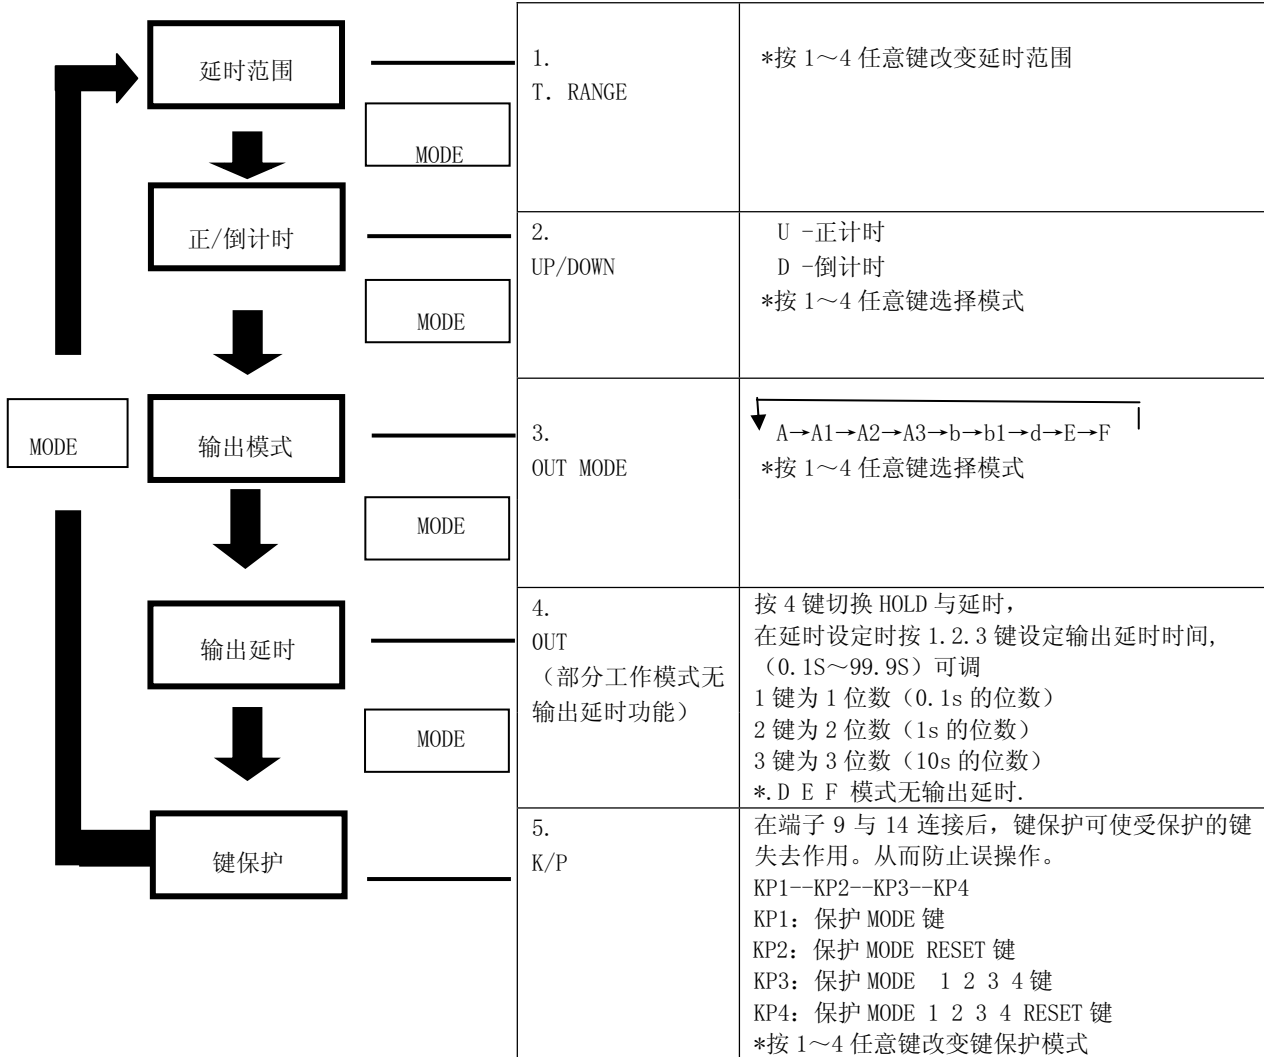 延时范围
MODE
正/倒计时
MODE
MODE
输出模式
MODE
输出延时
MODE
键保护
1.
T. RANGE
*按 1～4 任意键改变延时范围
2.
UP/DOWN
U -正计时
D -倒计时
*按 1～4 任意键选择模式
3.
OUT MODE
A→A1→A2→A3→b→b1→d→E→F
*按 1～4 任意键选择模式
4.
OUT
（部分工作模式无
输出延时功能）
按 4 键切换 HOLD 与延时，
在延时设定时按 1.2.3 键设定输出延时时间，
（0.1S～99.9S）可调
1 键为 1 位数（0.1s 的位数）
2 键为 2 位数（1s 的位数）
3 键为 3 位数（10s 的位数）
*.D E F 模式无输出延时.
5.
K/P
在端子 9 与 14 连接后，键保护可使受保护的键
失去作用。从而防止误操作。
KP1--KP2--KP3--KP4
KP1：保护 MODE 键
KP2：保护 MODE RESET 键
KP3：保护 MODE 1 2 3 4 键
KP4：保护 MODE 1 2 3 4 RESET 键
*按 1～4 任意键改变键保护模式